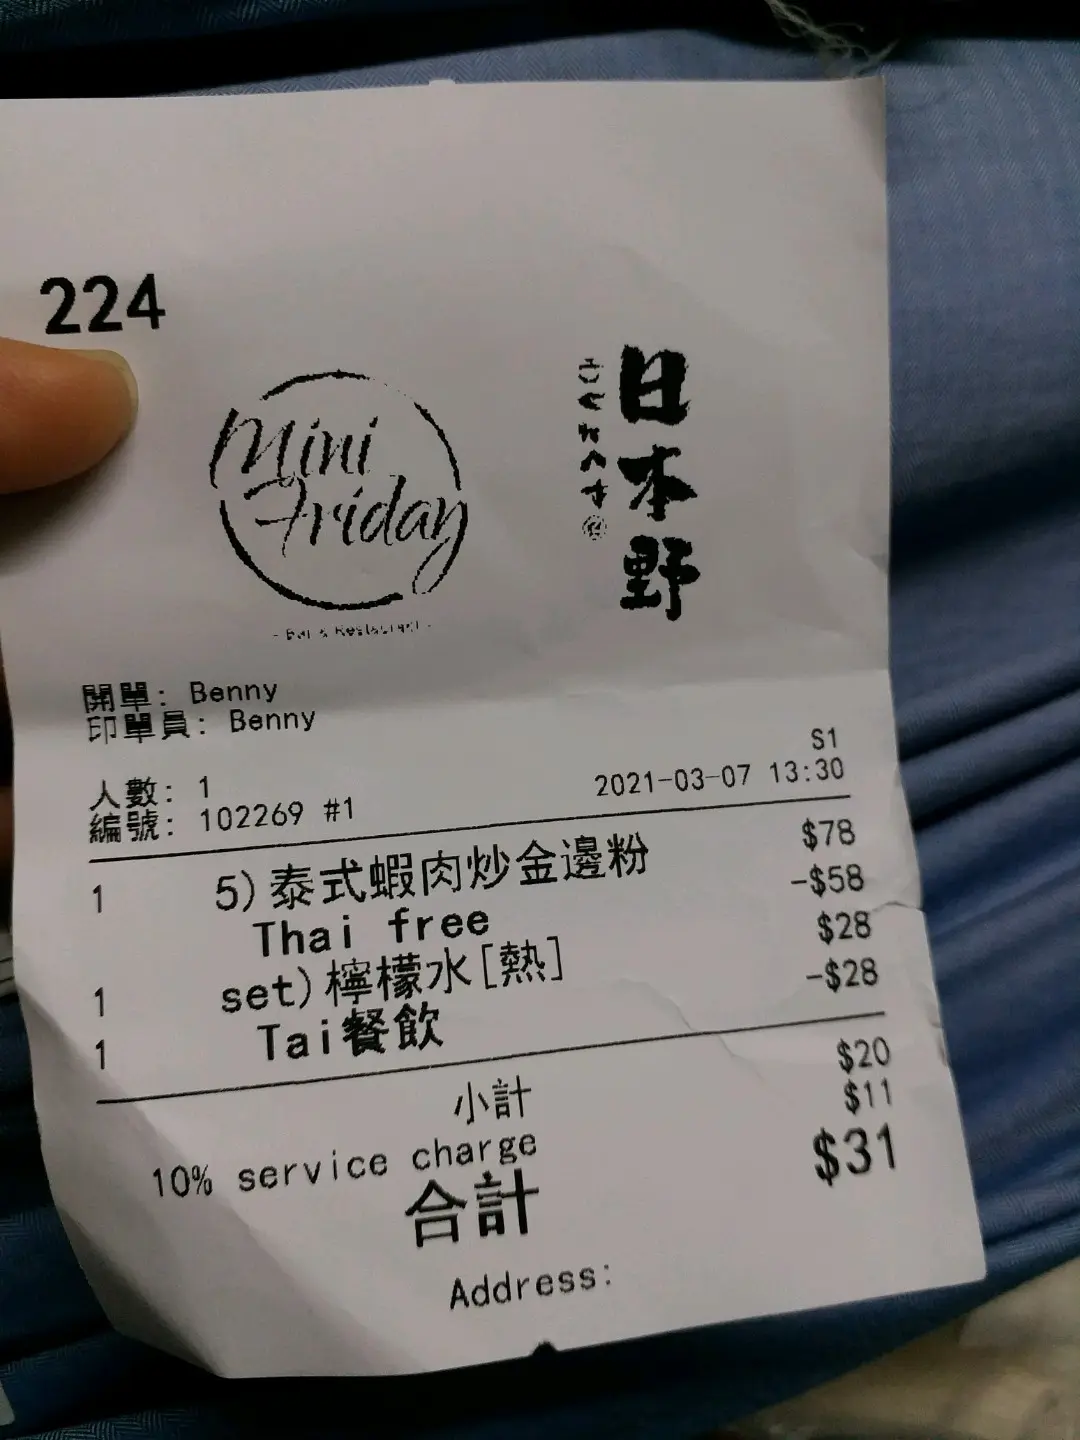 224
Mini
Friday
- Bar & Restaurant -
日本野
開單: Benny
印單員: Benny
S1
人數: 1
編號: 102269 #1 2021-03-07 13:30
1 5)泰式蝦肉炒金邊粉 $78
Thai free -$58
1 set)檸檬水[熱] $28
1 Tai餐飲 -$28
小計 $20
10% service charge $11
合計 $31
Address: